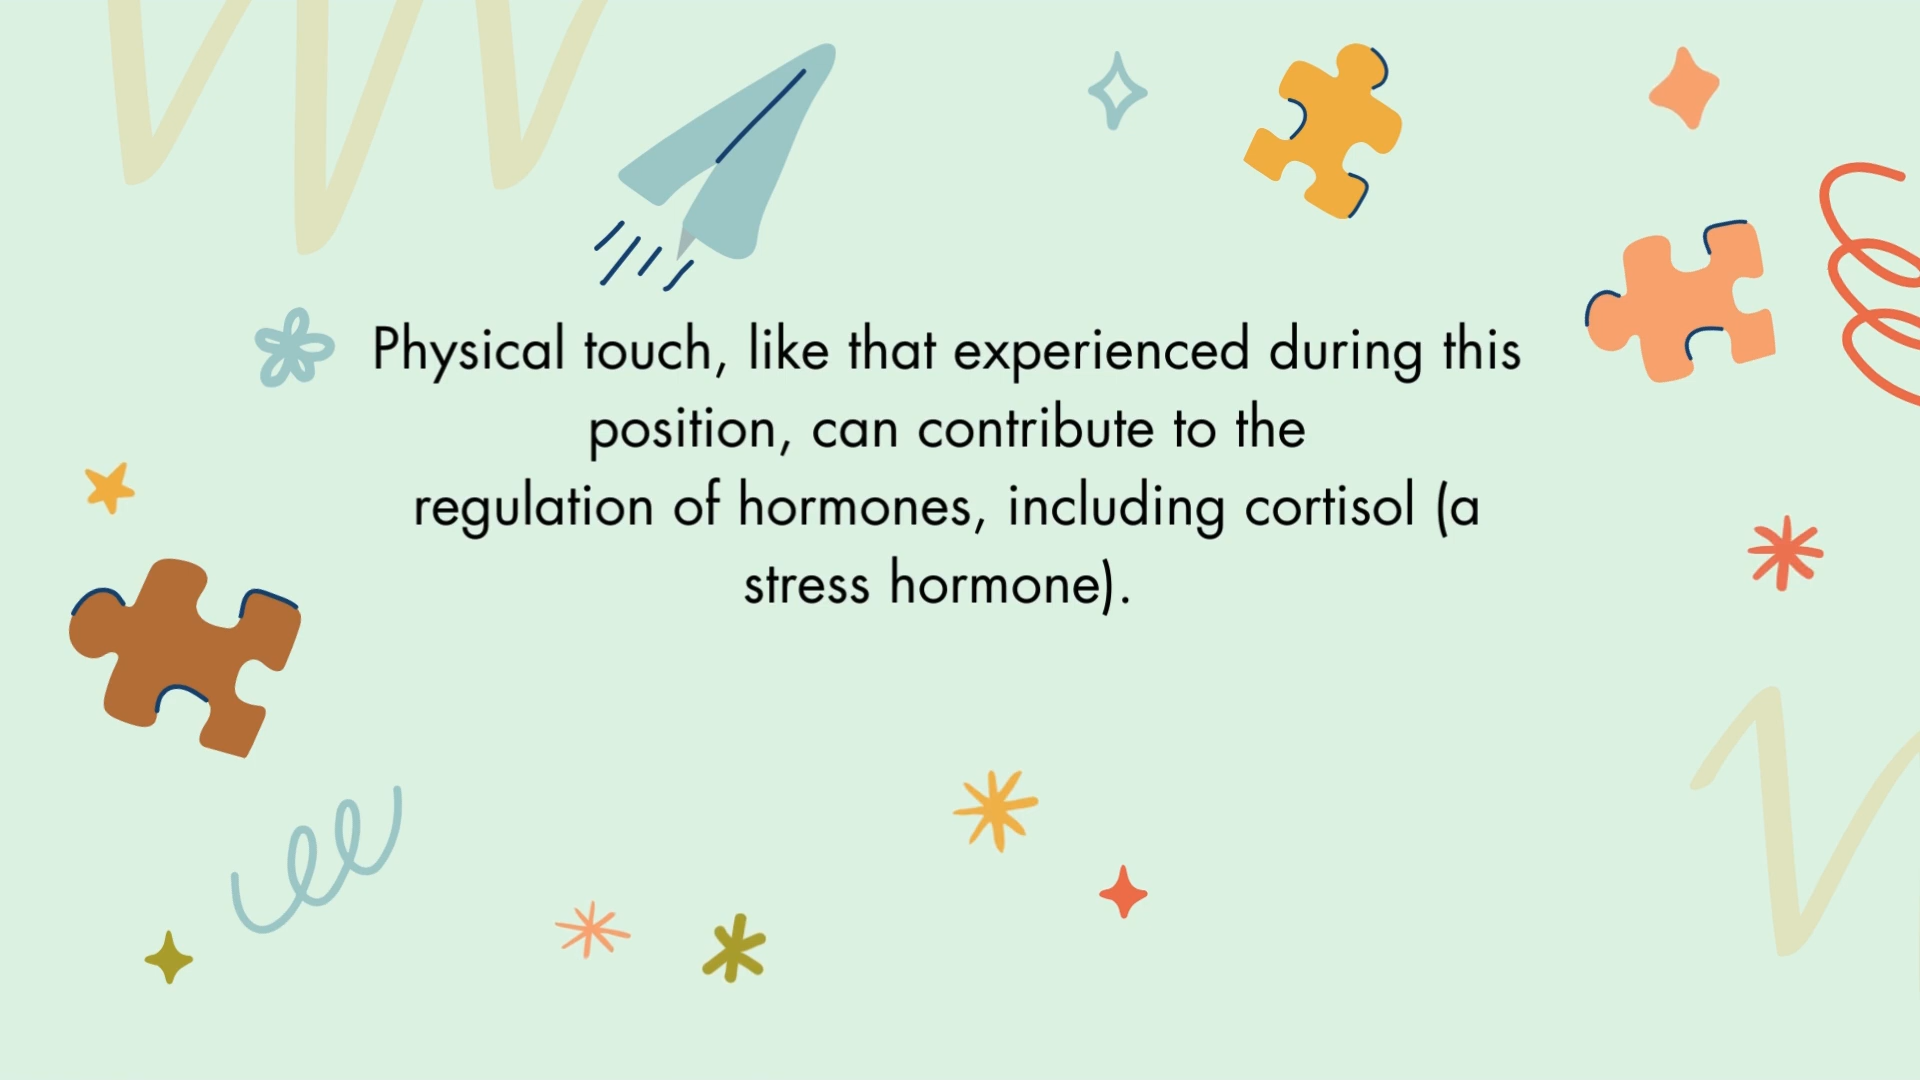 Physical touch, like that experienced during this
position, can contribute to the
regulation of hormones, including cortisol (a
stress hormone).